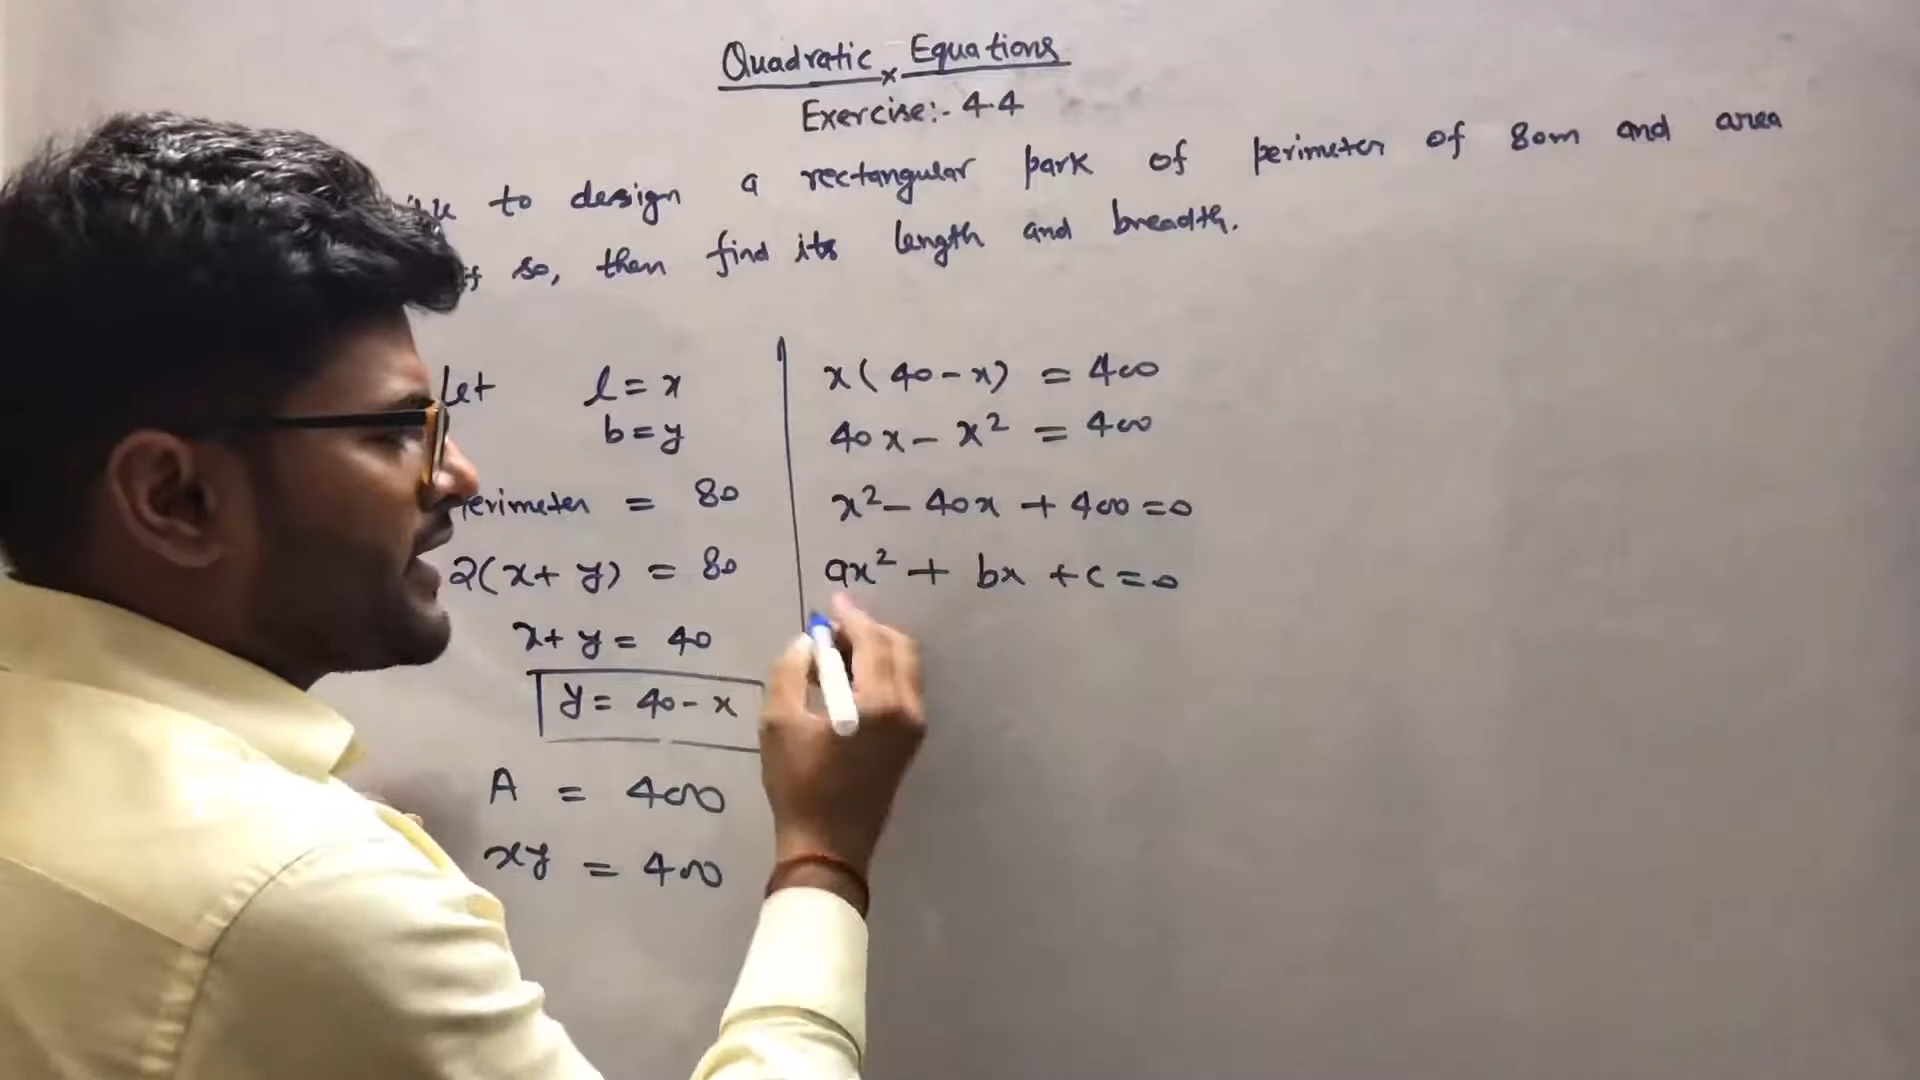 Quadratic Equations
Exercise:- 4.4
to design a rectangular park of perimeter of 80m and area
if so, then find its length and breadth.
Let l = x
b = y
Perimeter = 80
2(x + y) = 80
x + y = 40
y = 40 - x
A = 400
xy = 400
x(40 - x) = 400
40x - x² = 400
x² - 40x + 400 = 0
ax² + bx + c = 0